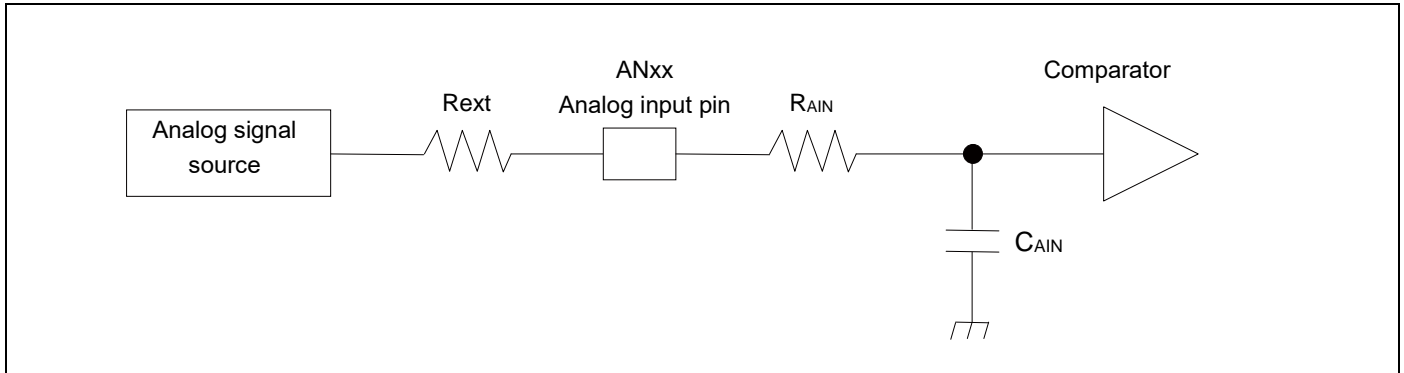 ANxx
Comparator
Rext
Analog input pin
RAIN
Analog signal
source
CAIN